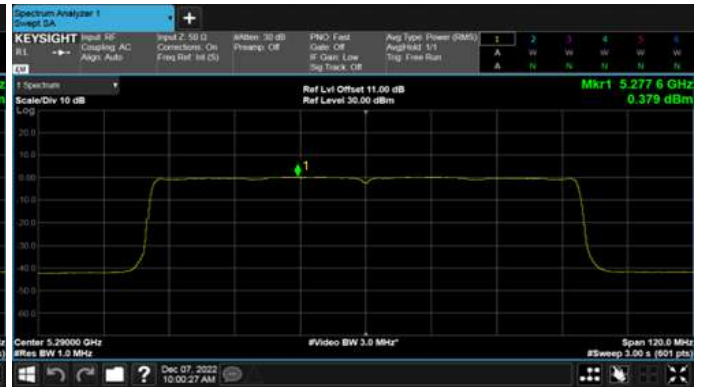 Spectrum Analyzer 1
Swept SA
+
KEYSIGHT Input: RF Input Z: 50 Ω #Atten: 30 dB PNO: Fast Avg Type: Power (RMS) 1 2 3 4 5 6
RL Coupling: AC Corrections: On Preamp: Off Gate: Off Avg|Hold: 1/1 A W W W W W
Align: Auto Freq Ref: Int (S) IF Gain: Low Trig: Free Run
Sig Track: Off A N N N N N
1 Spectrum Ref Lvl Offset 11.00 dB Mkr1 5.277 6 GHz
Scale/Div 10 dB Ref Level 30.00 dBm 0.379 dBm
Log
20.0
10.0
1
0.00
-10.0
-20.0
-30.0
-40.0
-60.0
Center 5.29000 GHz #Video BW 3.0 MHz* Span 120.0 MHz
#Res BW 1.0 MHz #Sweep 3.00 s (601 pts)
? Dec 07, 2022
10:00:27 AM